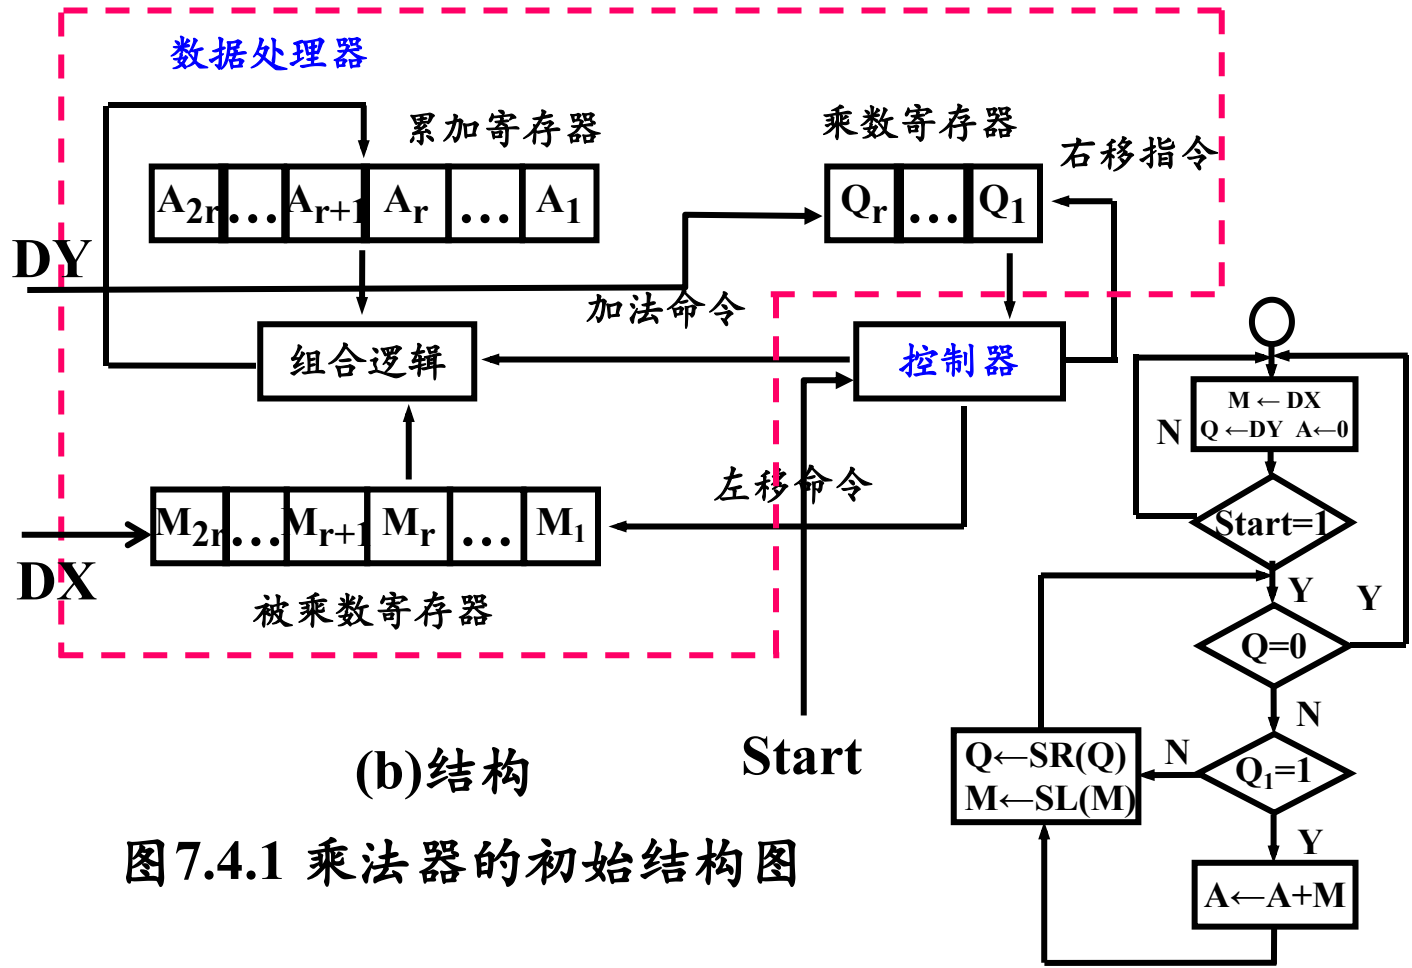 数据处理器
累加寄存器
乘数寄存器
右移指令
A2r … Ar+1 Ar … A1
Qr … Q1
DY
加法命令
组合逻辑
控制器
M ← DX
Q ←DY A←0
N
左移命令
M2r … Mr+1 Mr … M1
Start=1
DX
被乘数寄存器
Y
Y
Q=0
N
(b)结构
Start
Q←SR(Q)
M←SL(M)
N
Q1=1
Y
图7.4.1 乘法器的初始结构图
A←A+M